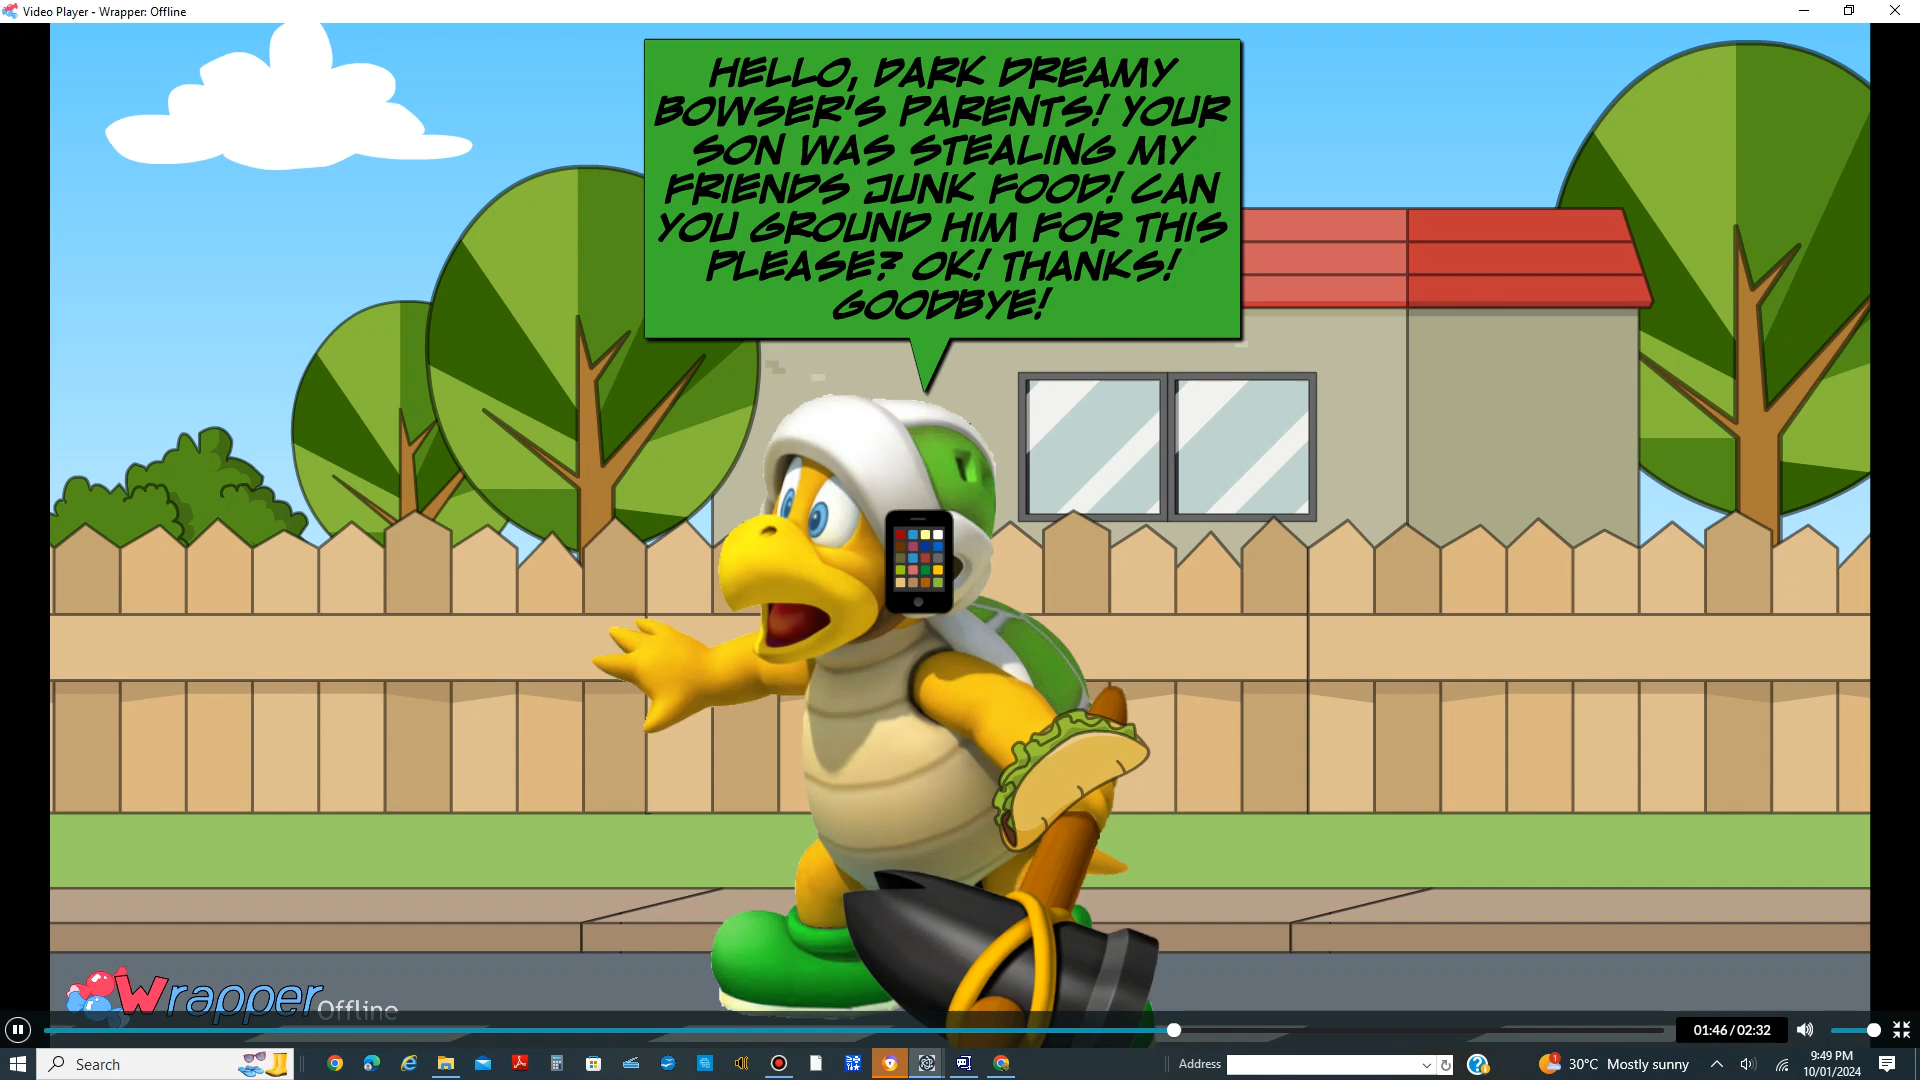 Video Player - Wrapper: Offline
HELLO, DARK DREAMY
BOWSER'S PARENTS! YOUR
SON WAS STEALING MY
FRIENDS JUNK FOOD! CAN
YOU GROUND HIM FOR THIS
PLEASE? OK! THANKS!
GOODBYE!
Wrapper Offline
01:46 / 02:32
Search
Address
30°C Mostly sunny
9:49 PM
10/01/2024